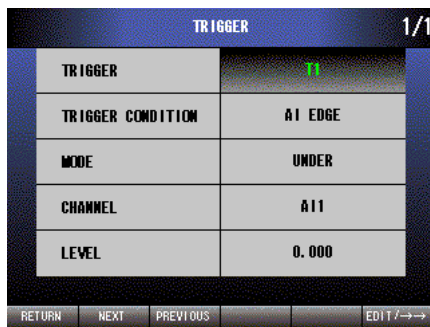 TRIGGER 1/1
TRIGGER T1
TRIGGER CONDITION AI EDGE
MODE UNDER
CHANNEL AI1
LEVEL 0.000
RETURN NEXT PREVIOUS EDIT/→→